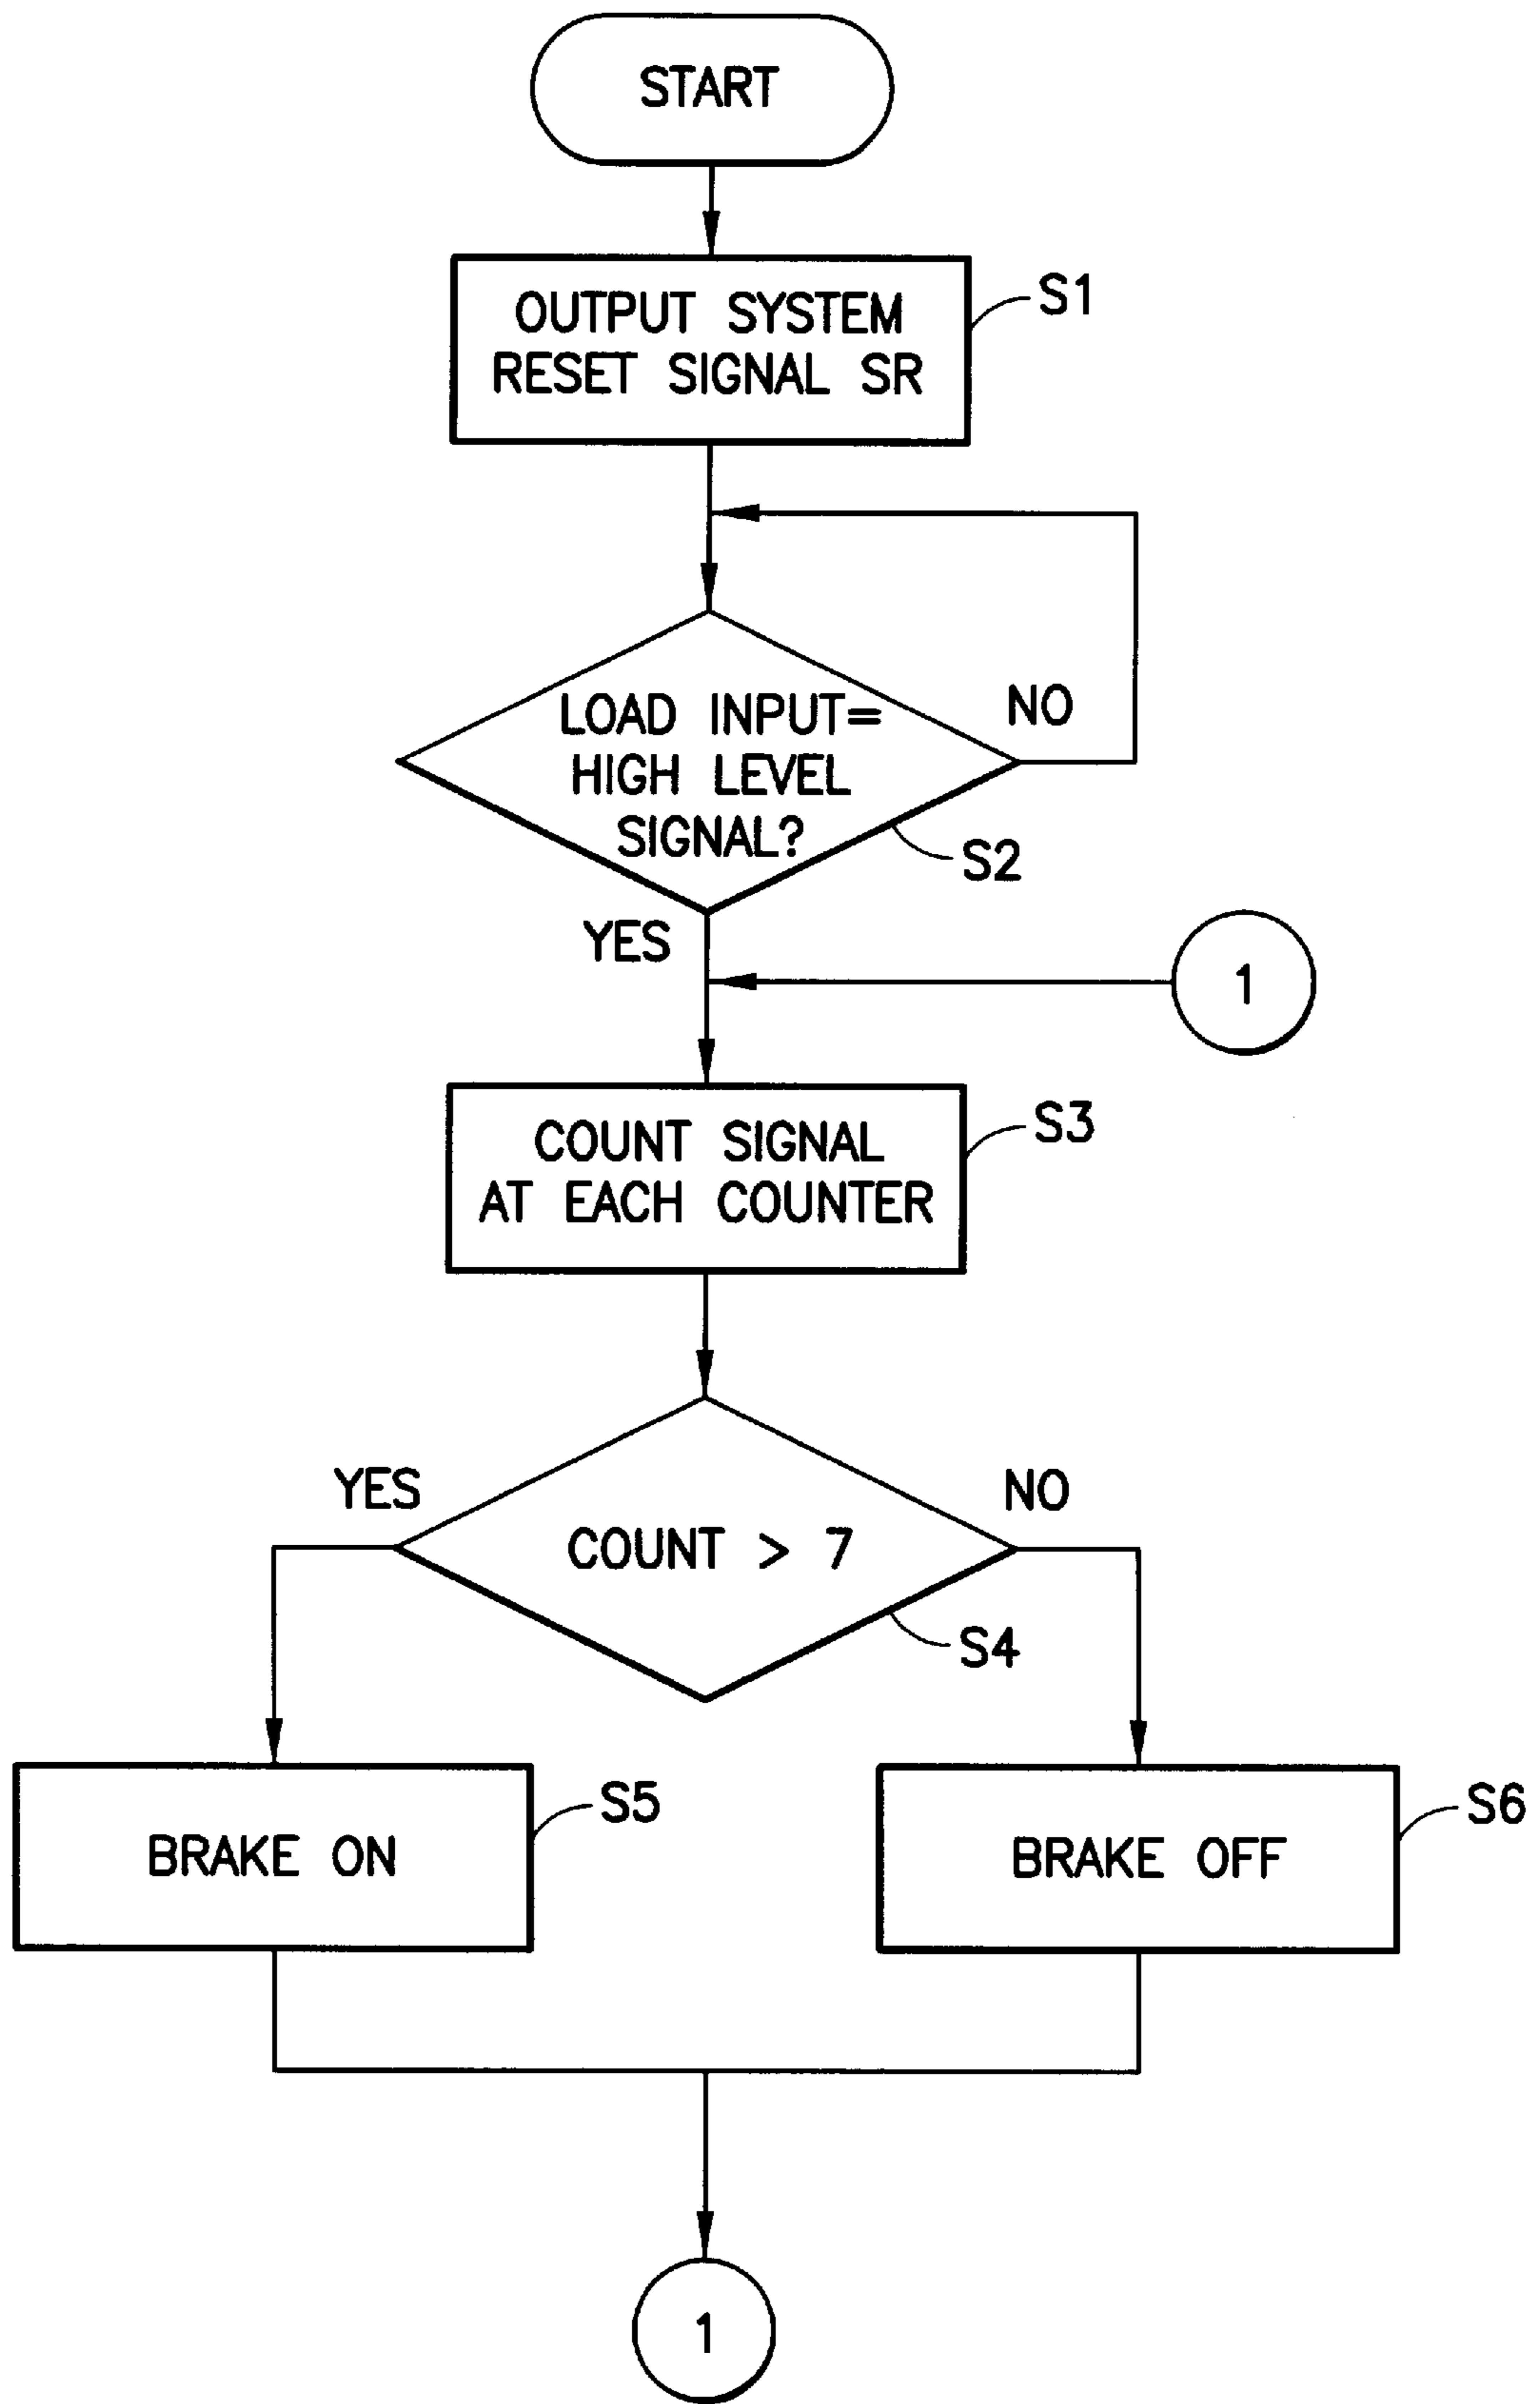 START
OUTPUT SYSTEM
RESET SIGNAL SR
S1
LOAD INPUT=
HIGH LEVEL
SIGNAL?
NO
S2
YES
1
COUNT SIGNAL
AT EACH COUNTER
S3
YES
NO
COUNT > 7
S4
BRAKE ON
S5
BRAKE OFF
S6
1